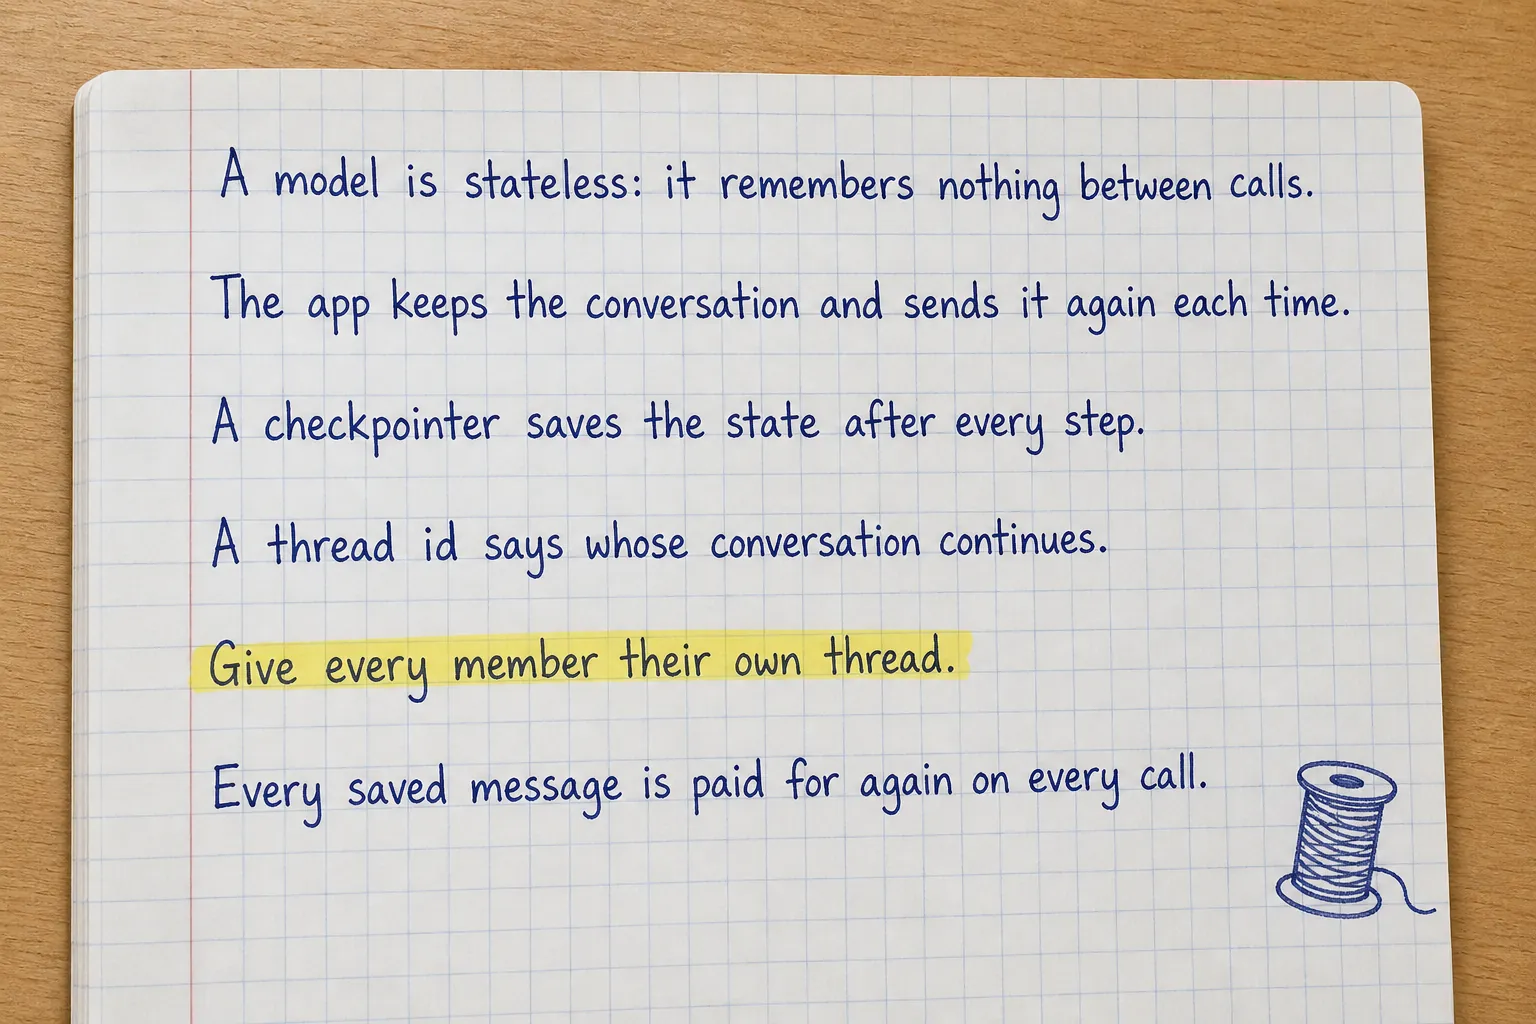 A model is stateless: it remembers nothing between calls.
The app keeps the conversation and sends it again each time.
A checkpointer saves the state after every step.
A thread id says whose conversation continues.
Give every member their own thread.
Every saved message is paid for again on every call.